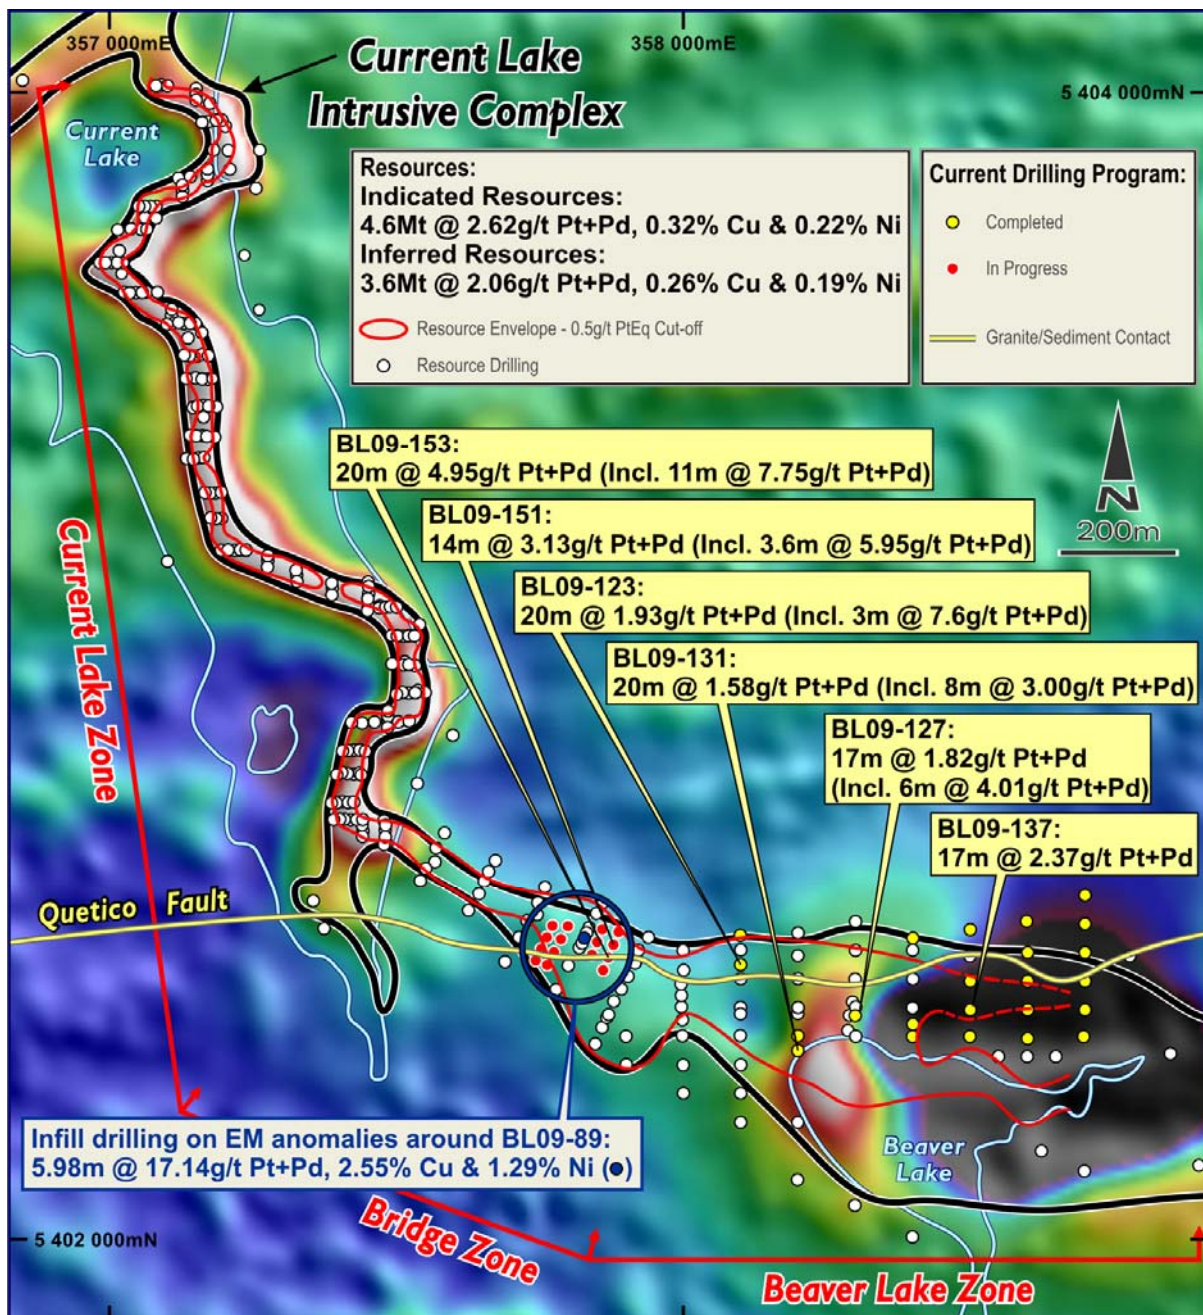 357 000mE
358 000mE
Current Lake
Intrusive Complex
5 404 000mN
Current
Lake
Resources:
Indicated Resources:
4.6Mt @ 2.62g/t Pt+Pd, 0.32% Cu & 0.22% Ni
Inferred Resources:
3.6Mt @ 2.06g/t Pt+Pd, 0.26% Cu & 0.19% Ni
Resource Envelope - 0.5g/t PtEq Cut-off
Resource Drilling
Current Drilling Program:
Completed
In Progress
Granite/Sediment Contact
N
200m
BL09-153:
20m @ 4.95g/t Pt+Pd (Incl. 11m @ 7.75g/t Pt+Pd)
BL09-151:
14m @ 3.13g/t Pt+Pd (Incl. 3.6m @ 5.95g/t Pt+Pd)
BL09-123:
20m @ 1.93g/t Pt+Pd (Incl. 3m @ 7.6g/t Pt+Pd)
BL09-131:
20m @ 1.58g/t Pt+Pd (Incl. 8m @ 3.00g/t Pt+Pd)
BL09-127:
17m @ 1.82g/t Pt+Pd
(Incl. 6m @ 4.01g/t Pt+Pd)
BL09-137:
17m @ 2.37g/t Pt+Pd
Current Lake Zone
Quetico Fault
Infill drilling on EM anomalies around BL09-89:
5.98m @ 17.14g/t Pt+Pd, 2.55% Cu & 1.29% Ni (●)
Beaver
Lake
5 402 000mN
Bridge Zone
Beaver Lake Zone